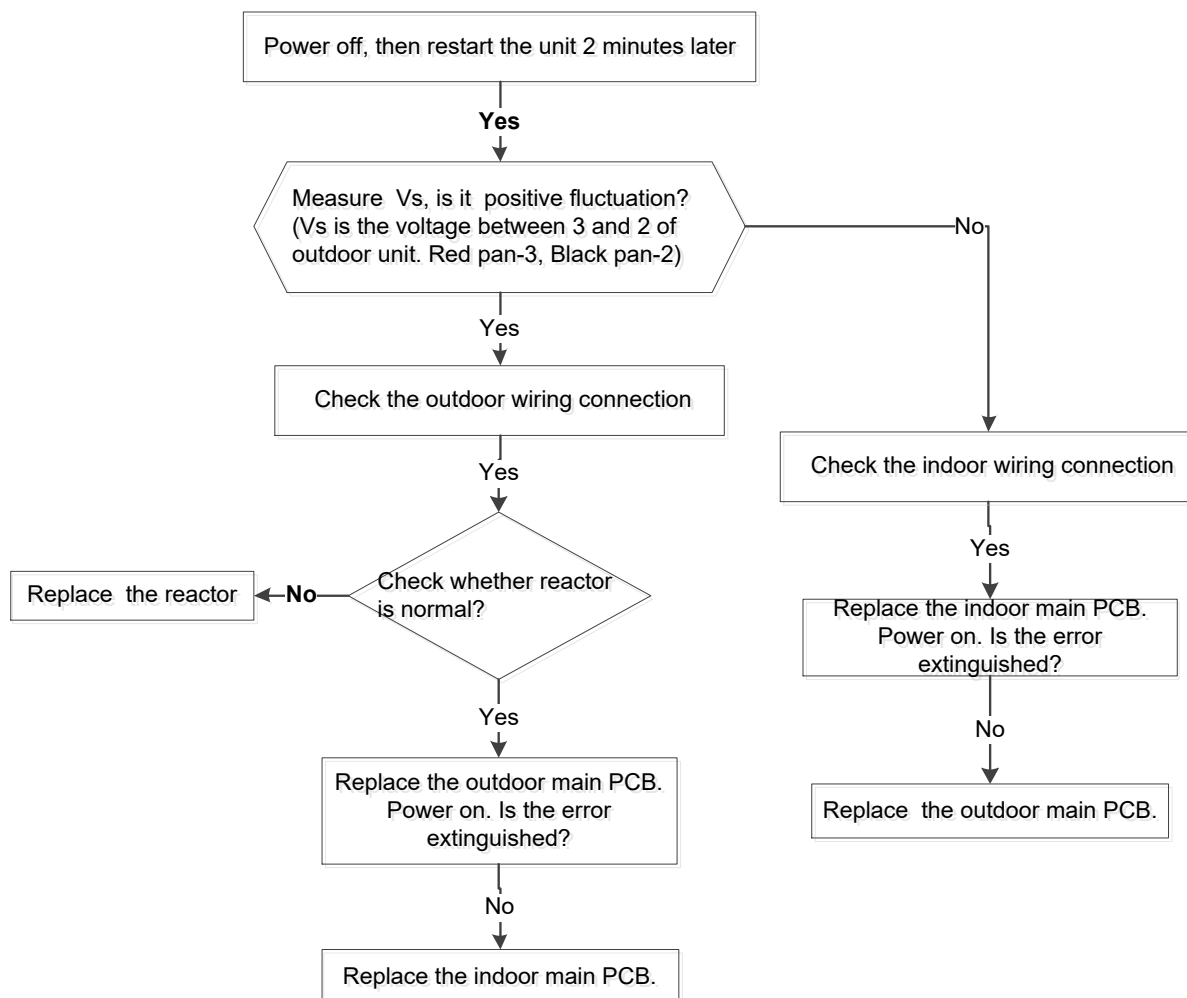 Power off, then restart the unit 2 minutes later
Yes
Measure Vs, is it positive fluctuation?
(Vs is the voltage between 3 and 2 of
outdoor unit. Red pan-3, Black pan-2)
No
Yes
Check the outdoor wiring connection
Check the indoor wiring connection
Yes
Yes
Check whether reactor
is normal?
No
Replace the reactor
Replace the indoor main PCB.
Power on. Is the error
extinguished?
Yes
No
Replace the outdoor main PCB.
Power on. Is the error
extinguished?
Replace the outdoor main PCB.
No
Replace the indoor main PCB.